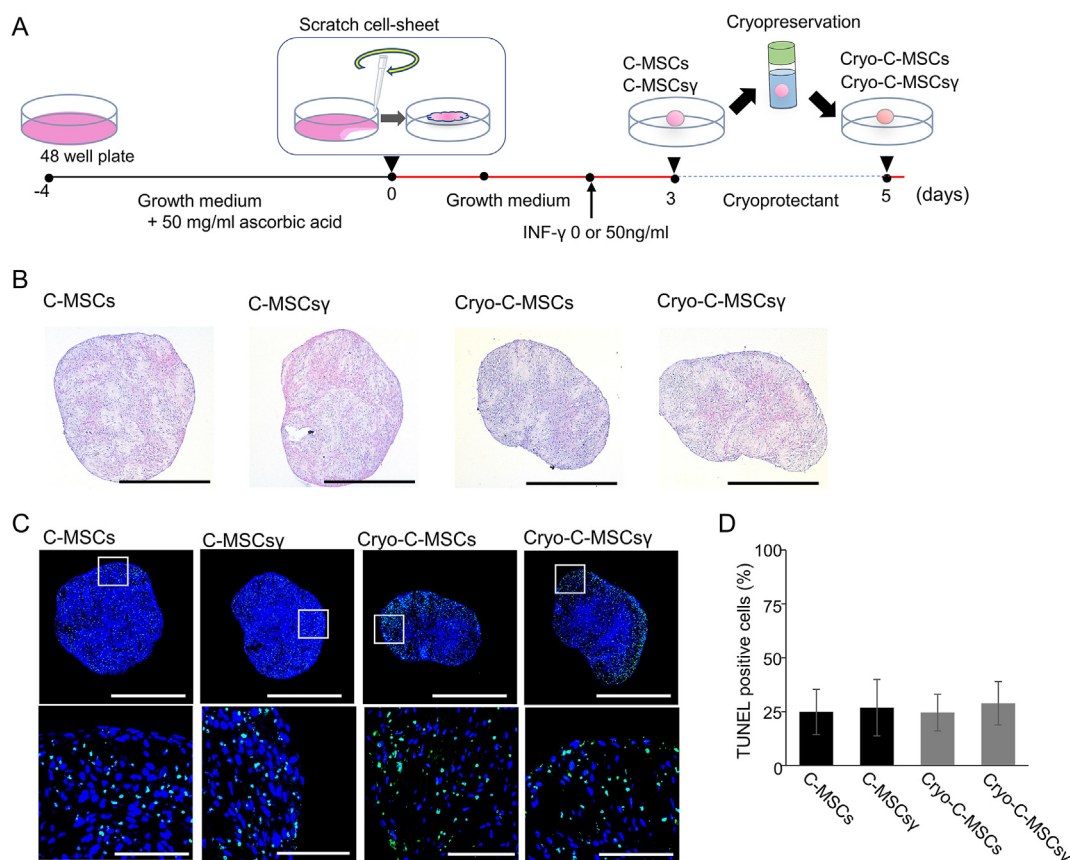 A
Scratch cell-sheet
Cryopreservation
C-MSCs
C-MSCsγ
Cryo-C-MSCs
Cryo-C-MSCsγ
48 well plate
-4
0
3
5
(days)
Growth medium
+ 50 mg/ml ascorbic acid
Growth medium
INF-γ 0 or 50ng/ml
Cryoprotectant
B
C-MSCs
C-MSCsγ
Cryo-C-MSCs
Cryo-C-MSCsγ
C
C-MSCs
C-MSCsγ
Cryo-C-MSCs
Cryo-C-MSCsγ
D
TUNEL positive cells (%)
100
75
50
25
0
C-MSCs
C-MSCsγ
Cryo-C-MSCs
Cryo-C-MSCsγ